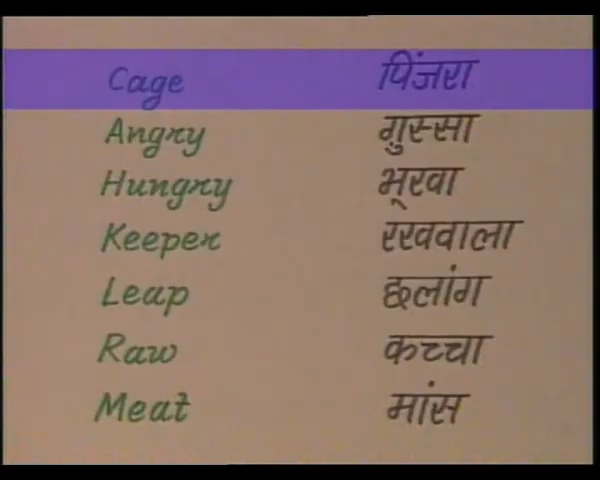 Cage पिंजरा
Angry गुस्सा
Hungry भूखा
Keeper रखवाला
Leap छलांग
Raw कच्चा
Meat मांस